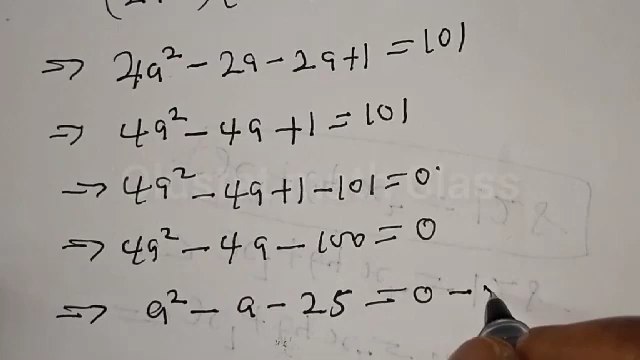 ⇒ 4a² - 2a - 2a + 1 = 101
⇒ 4a² - 4a + 1 = 101
⇒ 4a² - 4a + 1 - 101 = 0
⇒ 4a² - 4a - 100 = 0
⇒ a² - a - 25 = 0 -